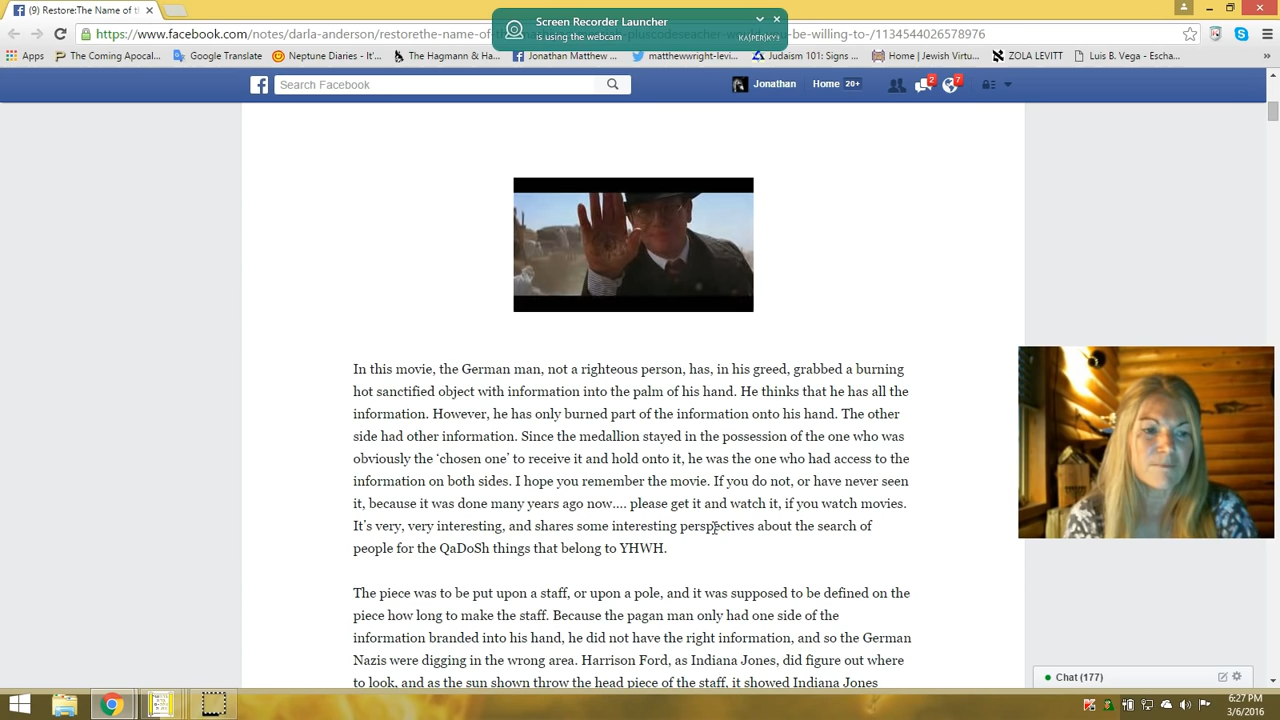 (9) Restore:The Name of th
Screen Recorder Launcher
is using the webcam
KASPERSKY
https://www.facebook.com/notes/darla-anderson/restorethe-name-of-th
be-willing-to-/1134544026578976
Apps
The Coming Apocal...
Google Translate
Neptune Diaries - It'...
The Hagmann & Ha
Jonathan Matthew
matthewwright-levi...
Judaism 101: Some ...
Home | Jewish Virtu...
ZOLA LEVITT
Luis B. Vega - Escha...
»
Search Facebook
Jonathan
Home 20+
2
7
In this movie, the German man, not a righteous person, has, in his greed, grabbed a burning
hot sanctified object with information into the palm of his hand. He thinks that he has all the
information. However, he has only burned part of the information onto his hand. The other
side had other information. Since the medallion stayed in the possession of the one who was
obviously the ‘chosen one’ to receive it and hold onto it, he was the one who had access to the
information on both sides. I hope you remember the movie. If you do not, or have never seen
it, because it was done many years ago now…. please get it and watch it, if you watch movies.
It’s very, very interesting, and shares some interesting perspectives about the search of
people for the QaDoSh things that belong to YHWH.
The piece was to be put upon a staff, or upon a pole, and it was supposed to be defined on the
piece how long to make the staff. Because the pagan man only had one side of the
information branded into his hand, he did not have the right information, and so the German
Nazis were digging in the wrong area. Harrison Ford, as Indiana Jones, did figure out where
to look, and as the sun shown throw the head piece of the staff, it showed Indiana Jones
Chat (177)
6:27 PM
3/6/2016